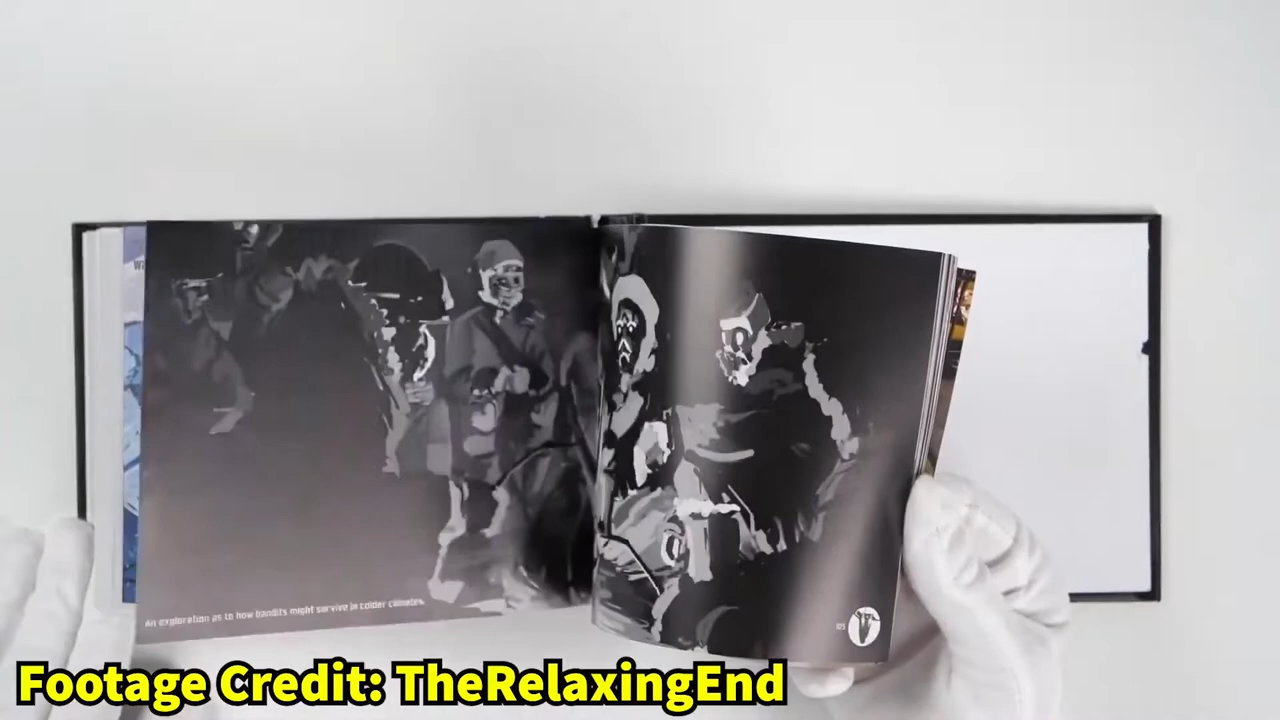 An exploration as to how bandits might survive in colder climates.
Footage Credit: TheRelaxingEnd